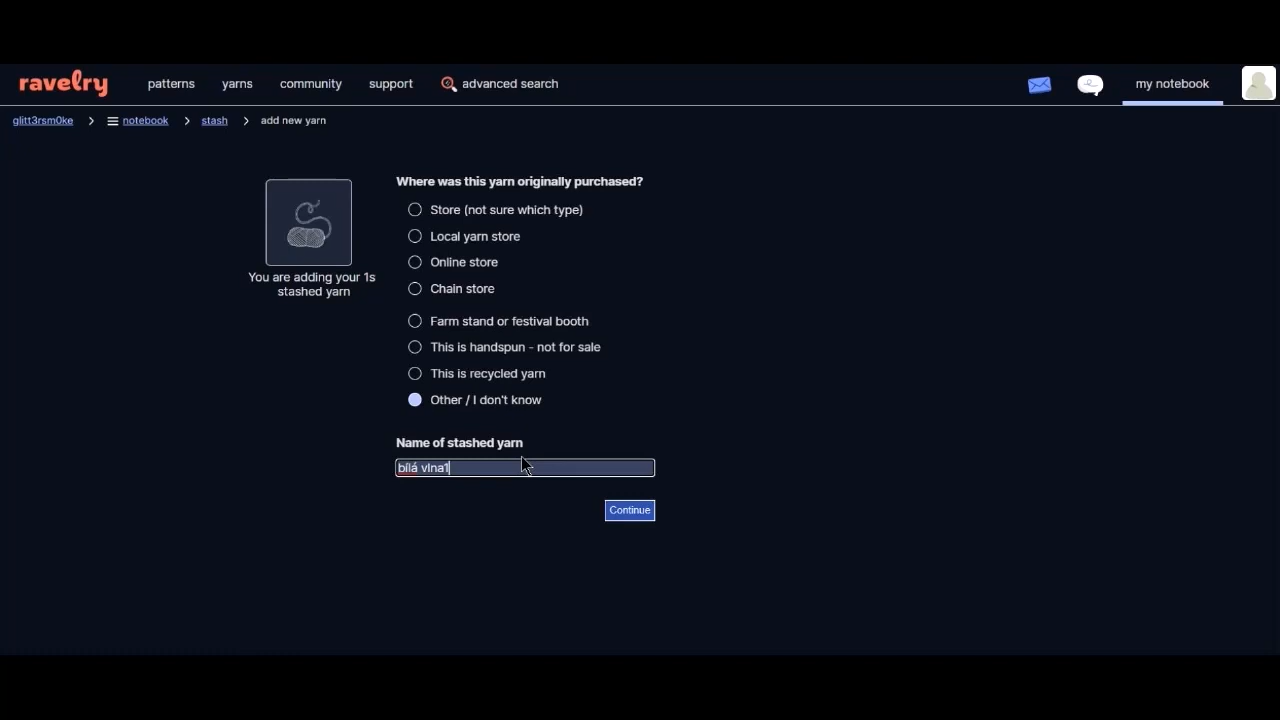 ravelry patterns yarns community support advanced search my notebook
glitt3rsm0ke > notebook > stash > add new yarn
Where was this yarn originally purchased?
Store (not sure which type)
Local yarn store
Online store
Chain store
You are adding your 1s
stashed yarn
Farm stand or festival booth
This is handspun - not for sale
This is recycled yarn
Other / I don't know
Name of stashed yarn
bílá vlna1
Continue